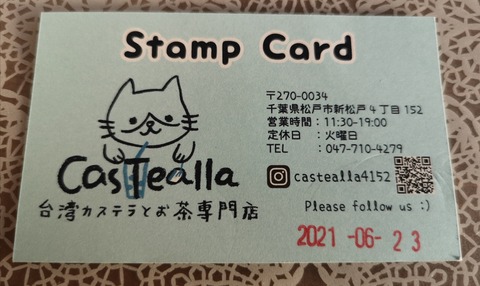 Stamp Card
CasTealla
台湾カステラとお茶専門店
〒270-0034
千葉県松戸市新松戸4丁目152
営業時間：11:30-19:00
定休日　：火曜日
TEL　　：047-710-4279
castealla4152
Please follow us :)
2021 -06- 23